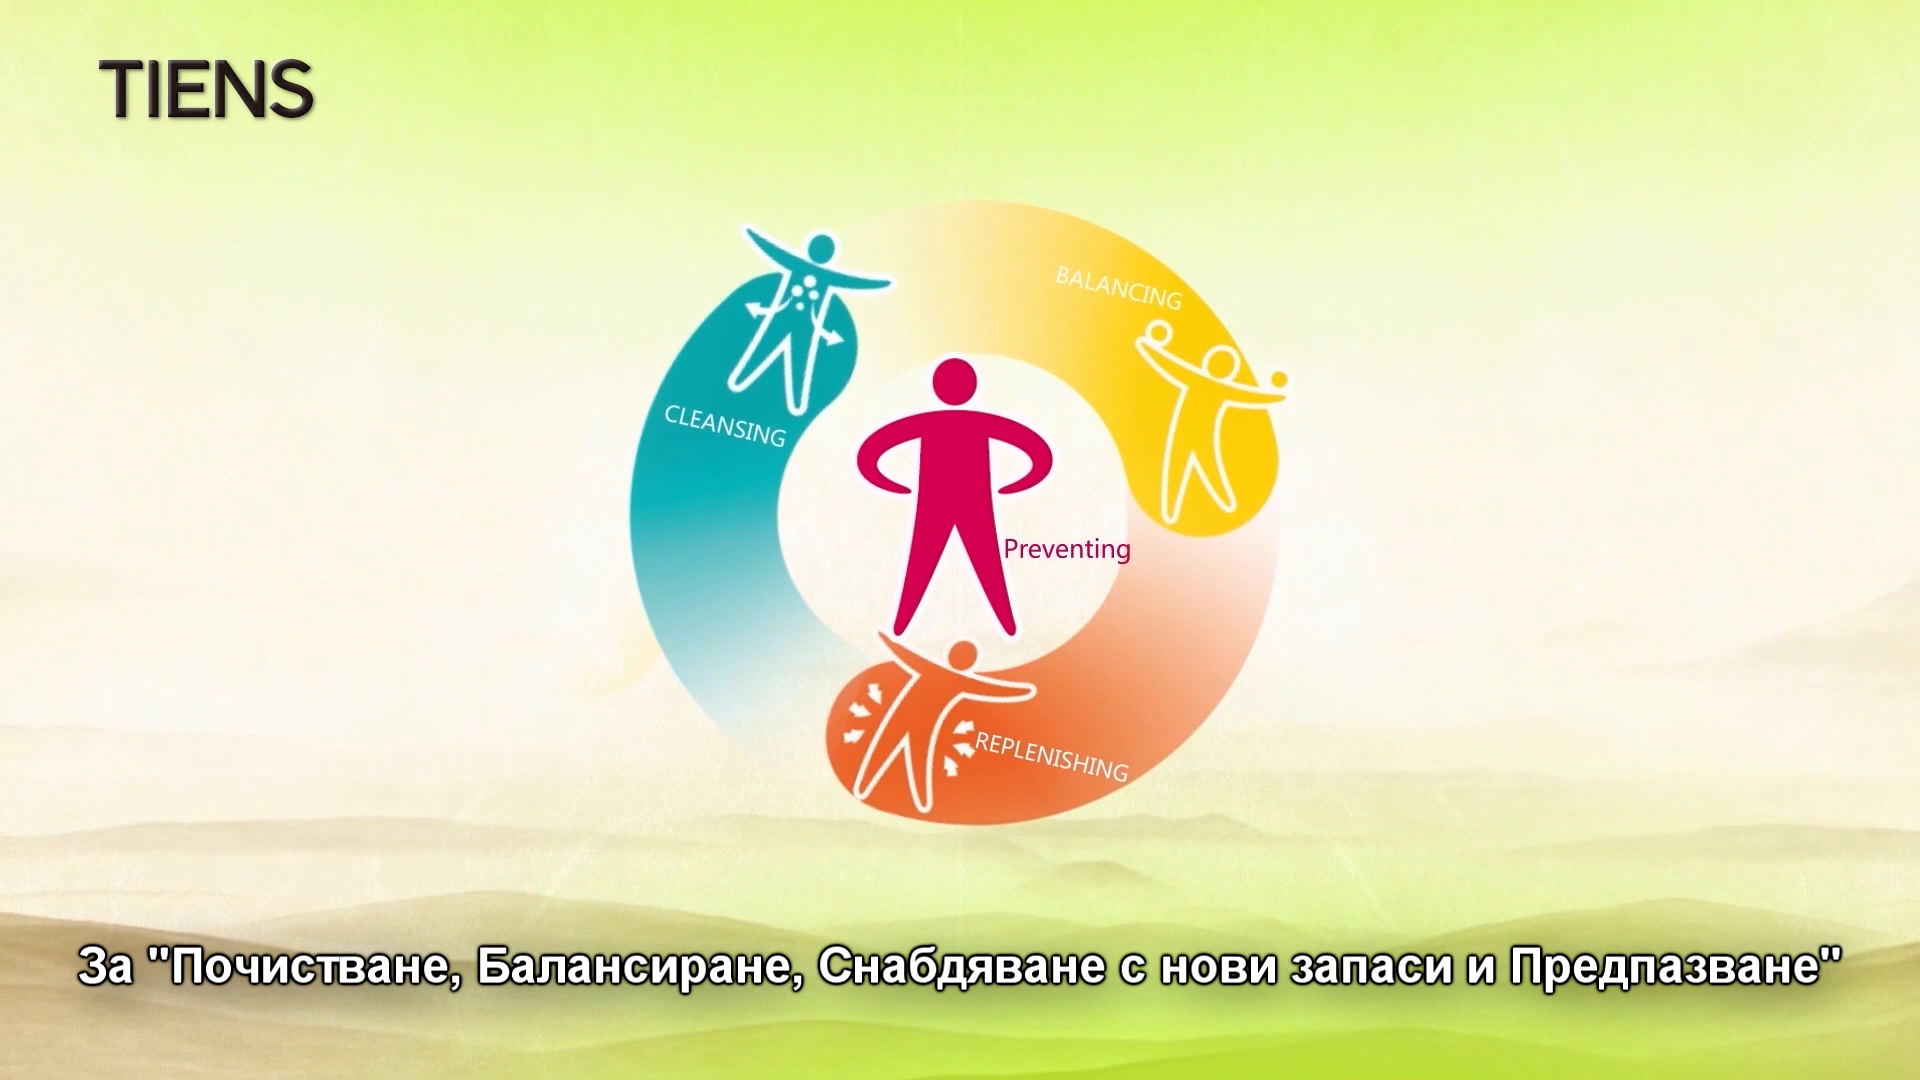 TIENS
BALANCING
CLEANSING
Preventing
REPLENISHING
За "Почистване, Балансиране, Снабдяване с нови запаси и Предпазване"